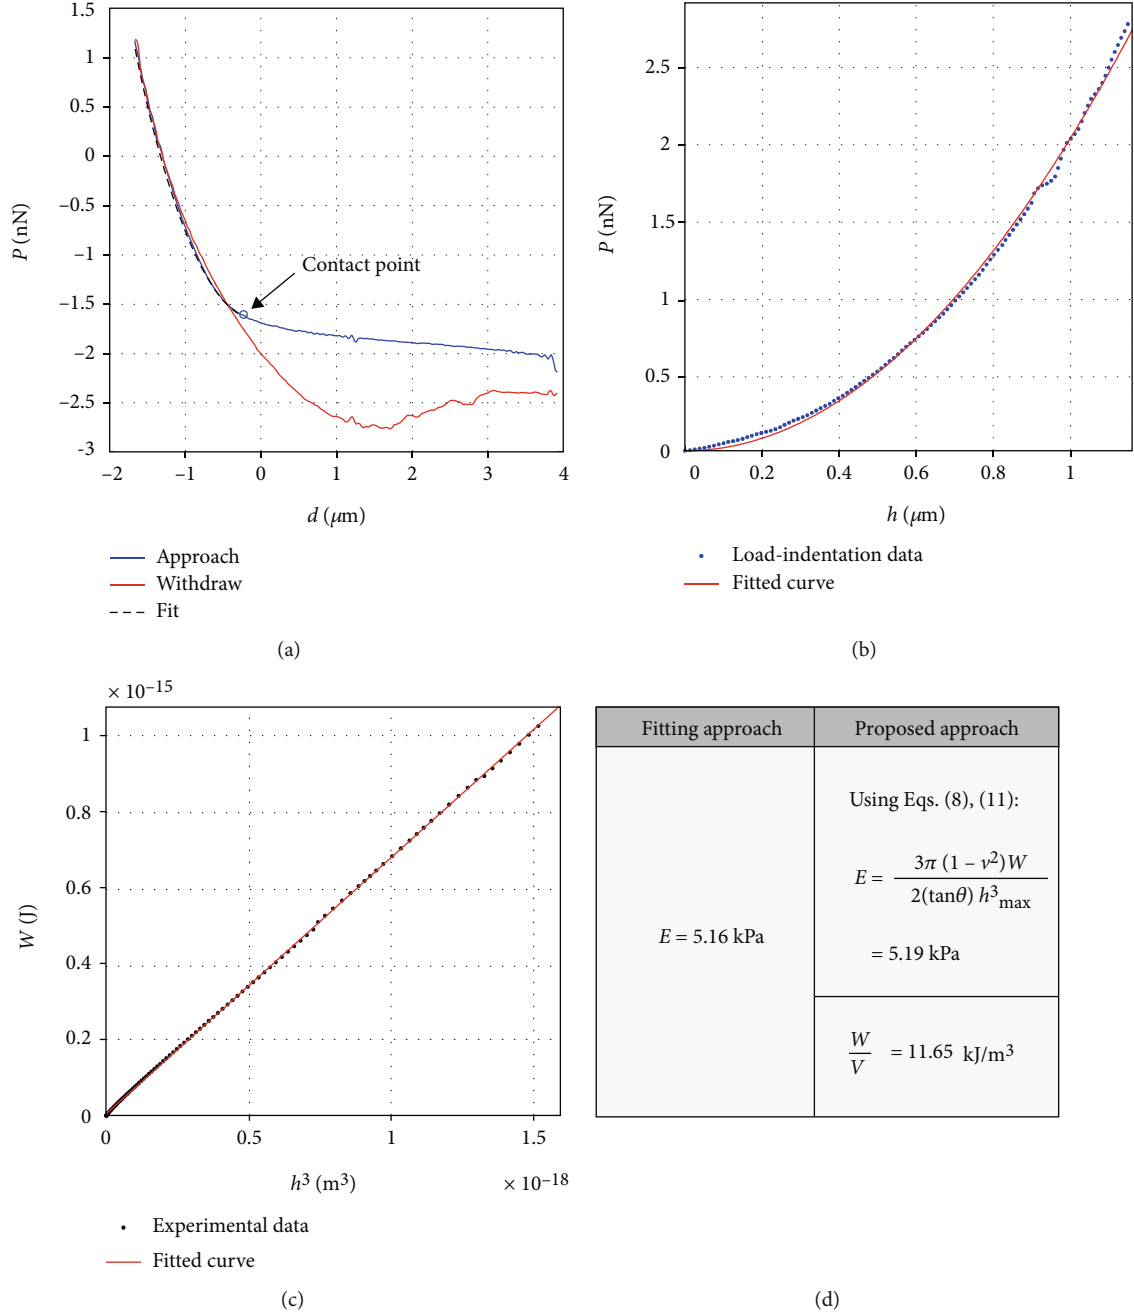 1.5
1
0.5
0
–0.5
–1
–1.5
–2
–2.5
–3
P (nN)
Contact point
–2
–1
0
1
2
3
4
d (μm)
Approach
Withdraw
Fit
(a)
2.5
2
1.5
1
0.5
0
P (nN)
0
0.2
0.4
0.6
0.8
1
h (μm)
Load-indentation data
Fitted curve
(b)
× 10–15
1
0.8
0.6
0.4
0.2
0
W (J)
0
0.5
1
1.5
h3 (m3)
× 10–18
Experimental data
Fitted curve
(c)
Fitting approach
Proposed approach
E = 5.16 kPa
Using Eqs. (8), (11):
E = 3π (1 – ν2)W
2(tanθ) h3max
= 5.19 kPa
W
V
= 11.65 kJ/m3
(d)